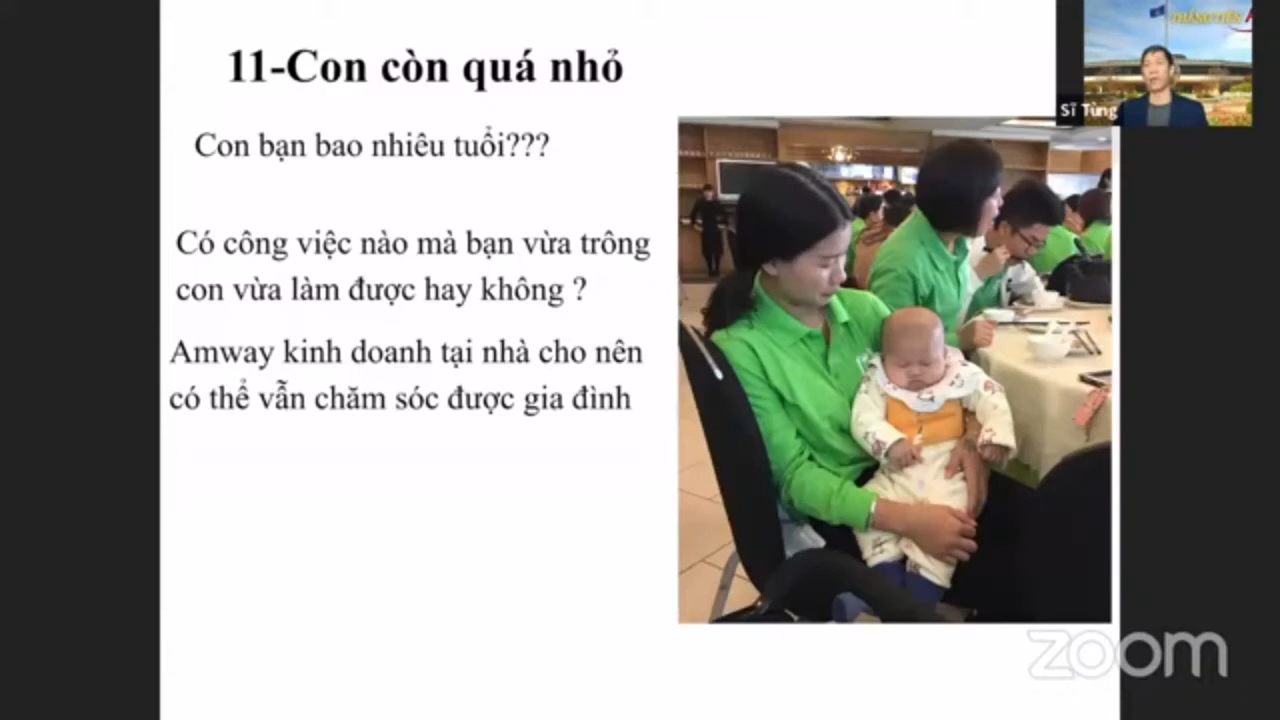 11-Con còn quá nhỏ
Con bạn bao nhiêu tuổi???
Có công việc nào mà bạn vừa trông
con vừa làm được hay không ?
Amway kinh doanh tại nhà cho nên
có thể vẫn chăm sóc được gia đình
Sĩ Tùng
zoom